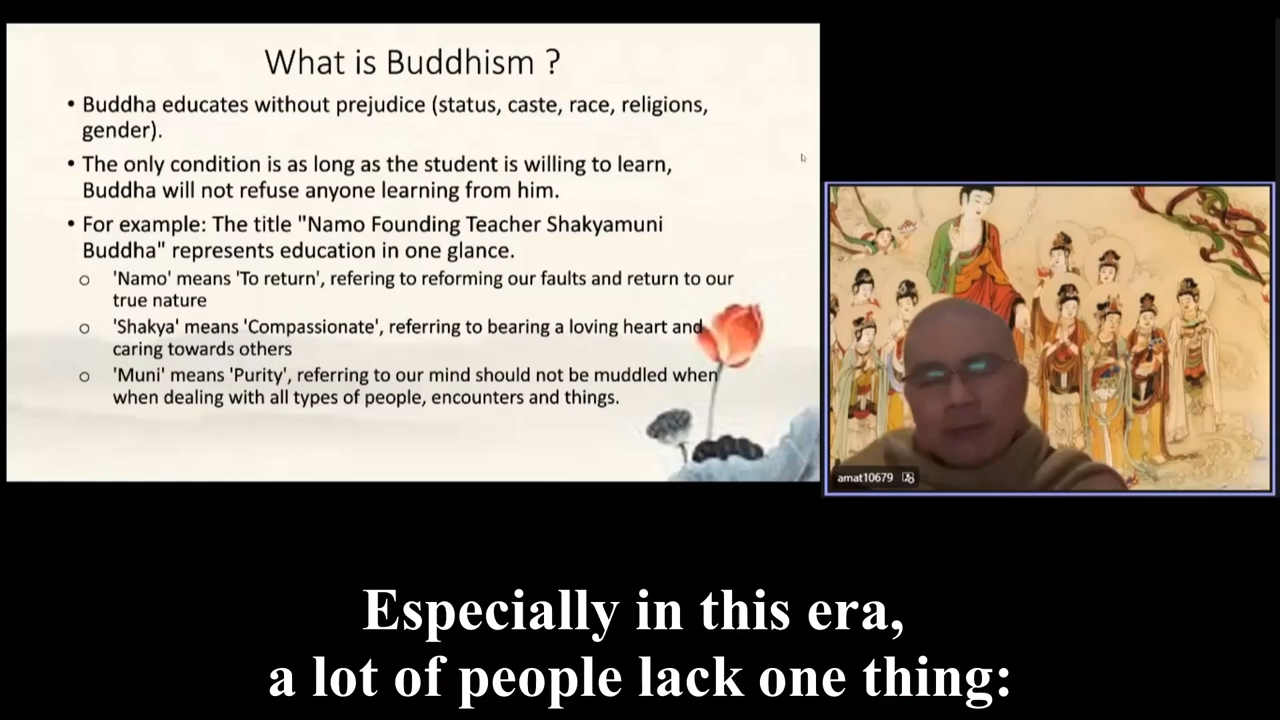 What is Buddhism ?
• Buddha educates without prejudice (status, caste, race, religions,
gender).
• The only condition is as long as the student is willing to learn,
Buddha will not refuse anyone learning from him.
• For example: The title "Namo Founding Teacher Shakyamuni
Buddha" represents education in one glance.
o 'Namo' means 'To return', refering to reforming our faults and return to our
true nature
o 'Shakya' means 'Compassionate', referring to bearing a loving heart and
caring towards others
o 'Muni' means 'Purity', referring to our mind should not be muddled when
when dealing with all types of people, encounters and things.
amat10679
Especially in this era,
a lot of people lack one thing: